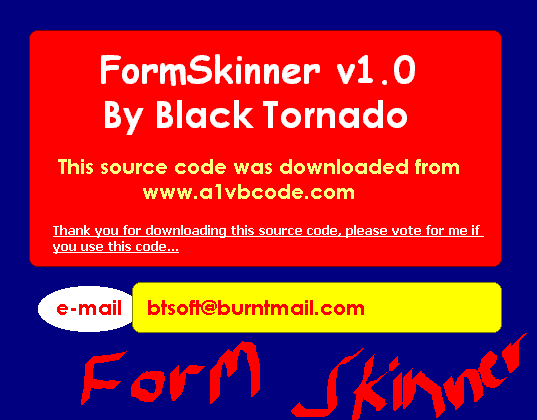 FormSkinner v1.0
By Black Tornado
This source code was downloaded from
www.a1vbcode.com
Thank you for downloading this source code, please vote for me if
you use this code...
e-mail btsoft@burntmail.com
Form Skinner